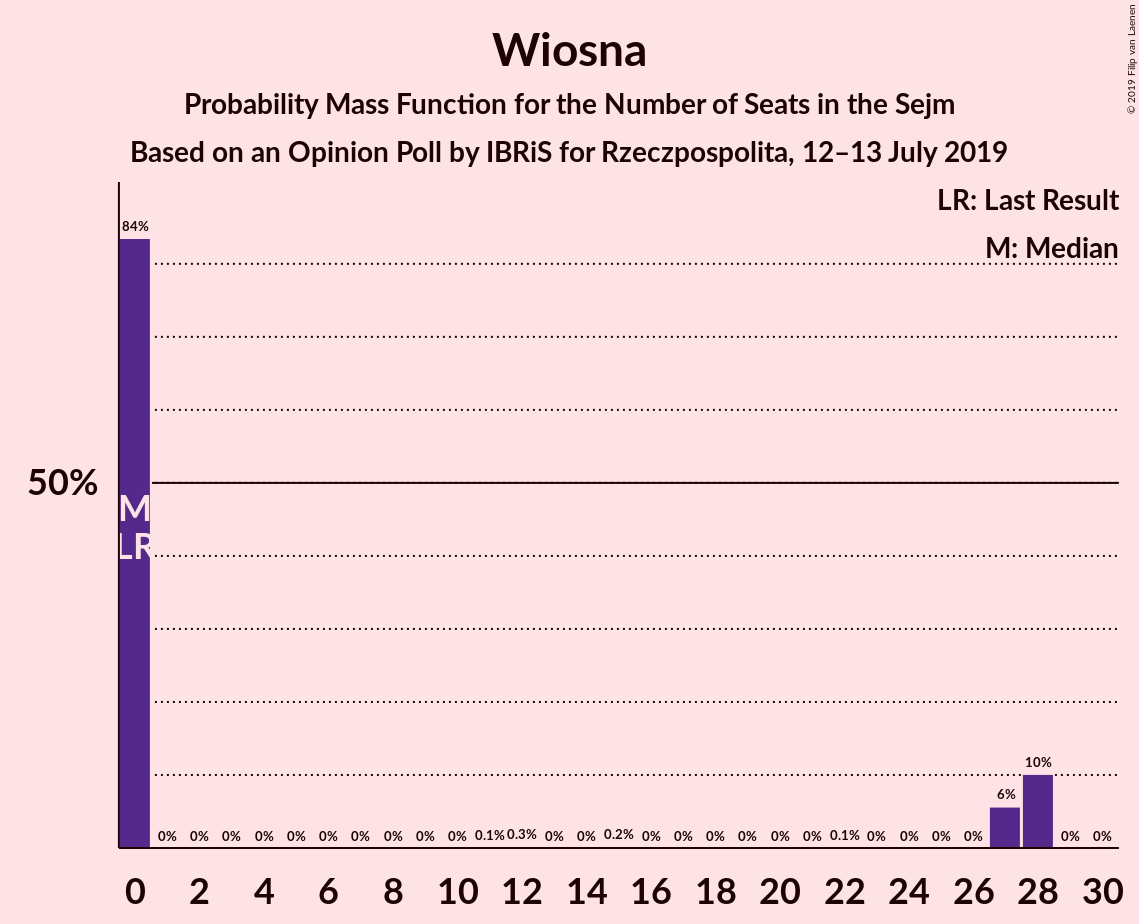 Wiosna
Probability Mass Function for the Number of Seats in the Sejm
Based on an Opinion Poll by IBRiS for Rzeczpospolita, 12–13 July 2019
© 2019 Filip van Laenen
LR: Last Result
M: Median
84%
50%
M
LR
0% 0% 0% 0% 0% 0% 0% 0% 0% 0% 0.1% 0.3% 0% 0% 0.2% 0% 0% 0% 0% 0% 0% 0.1% 0% 0% 0% 0% 6% 10% 0% 0%
0 2 4 6 8 10 12 14 16 18 20 22 24 26 28 30